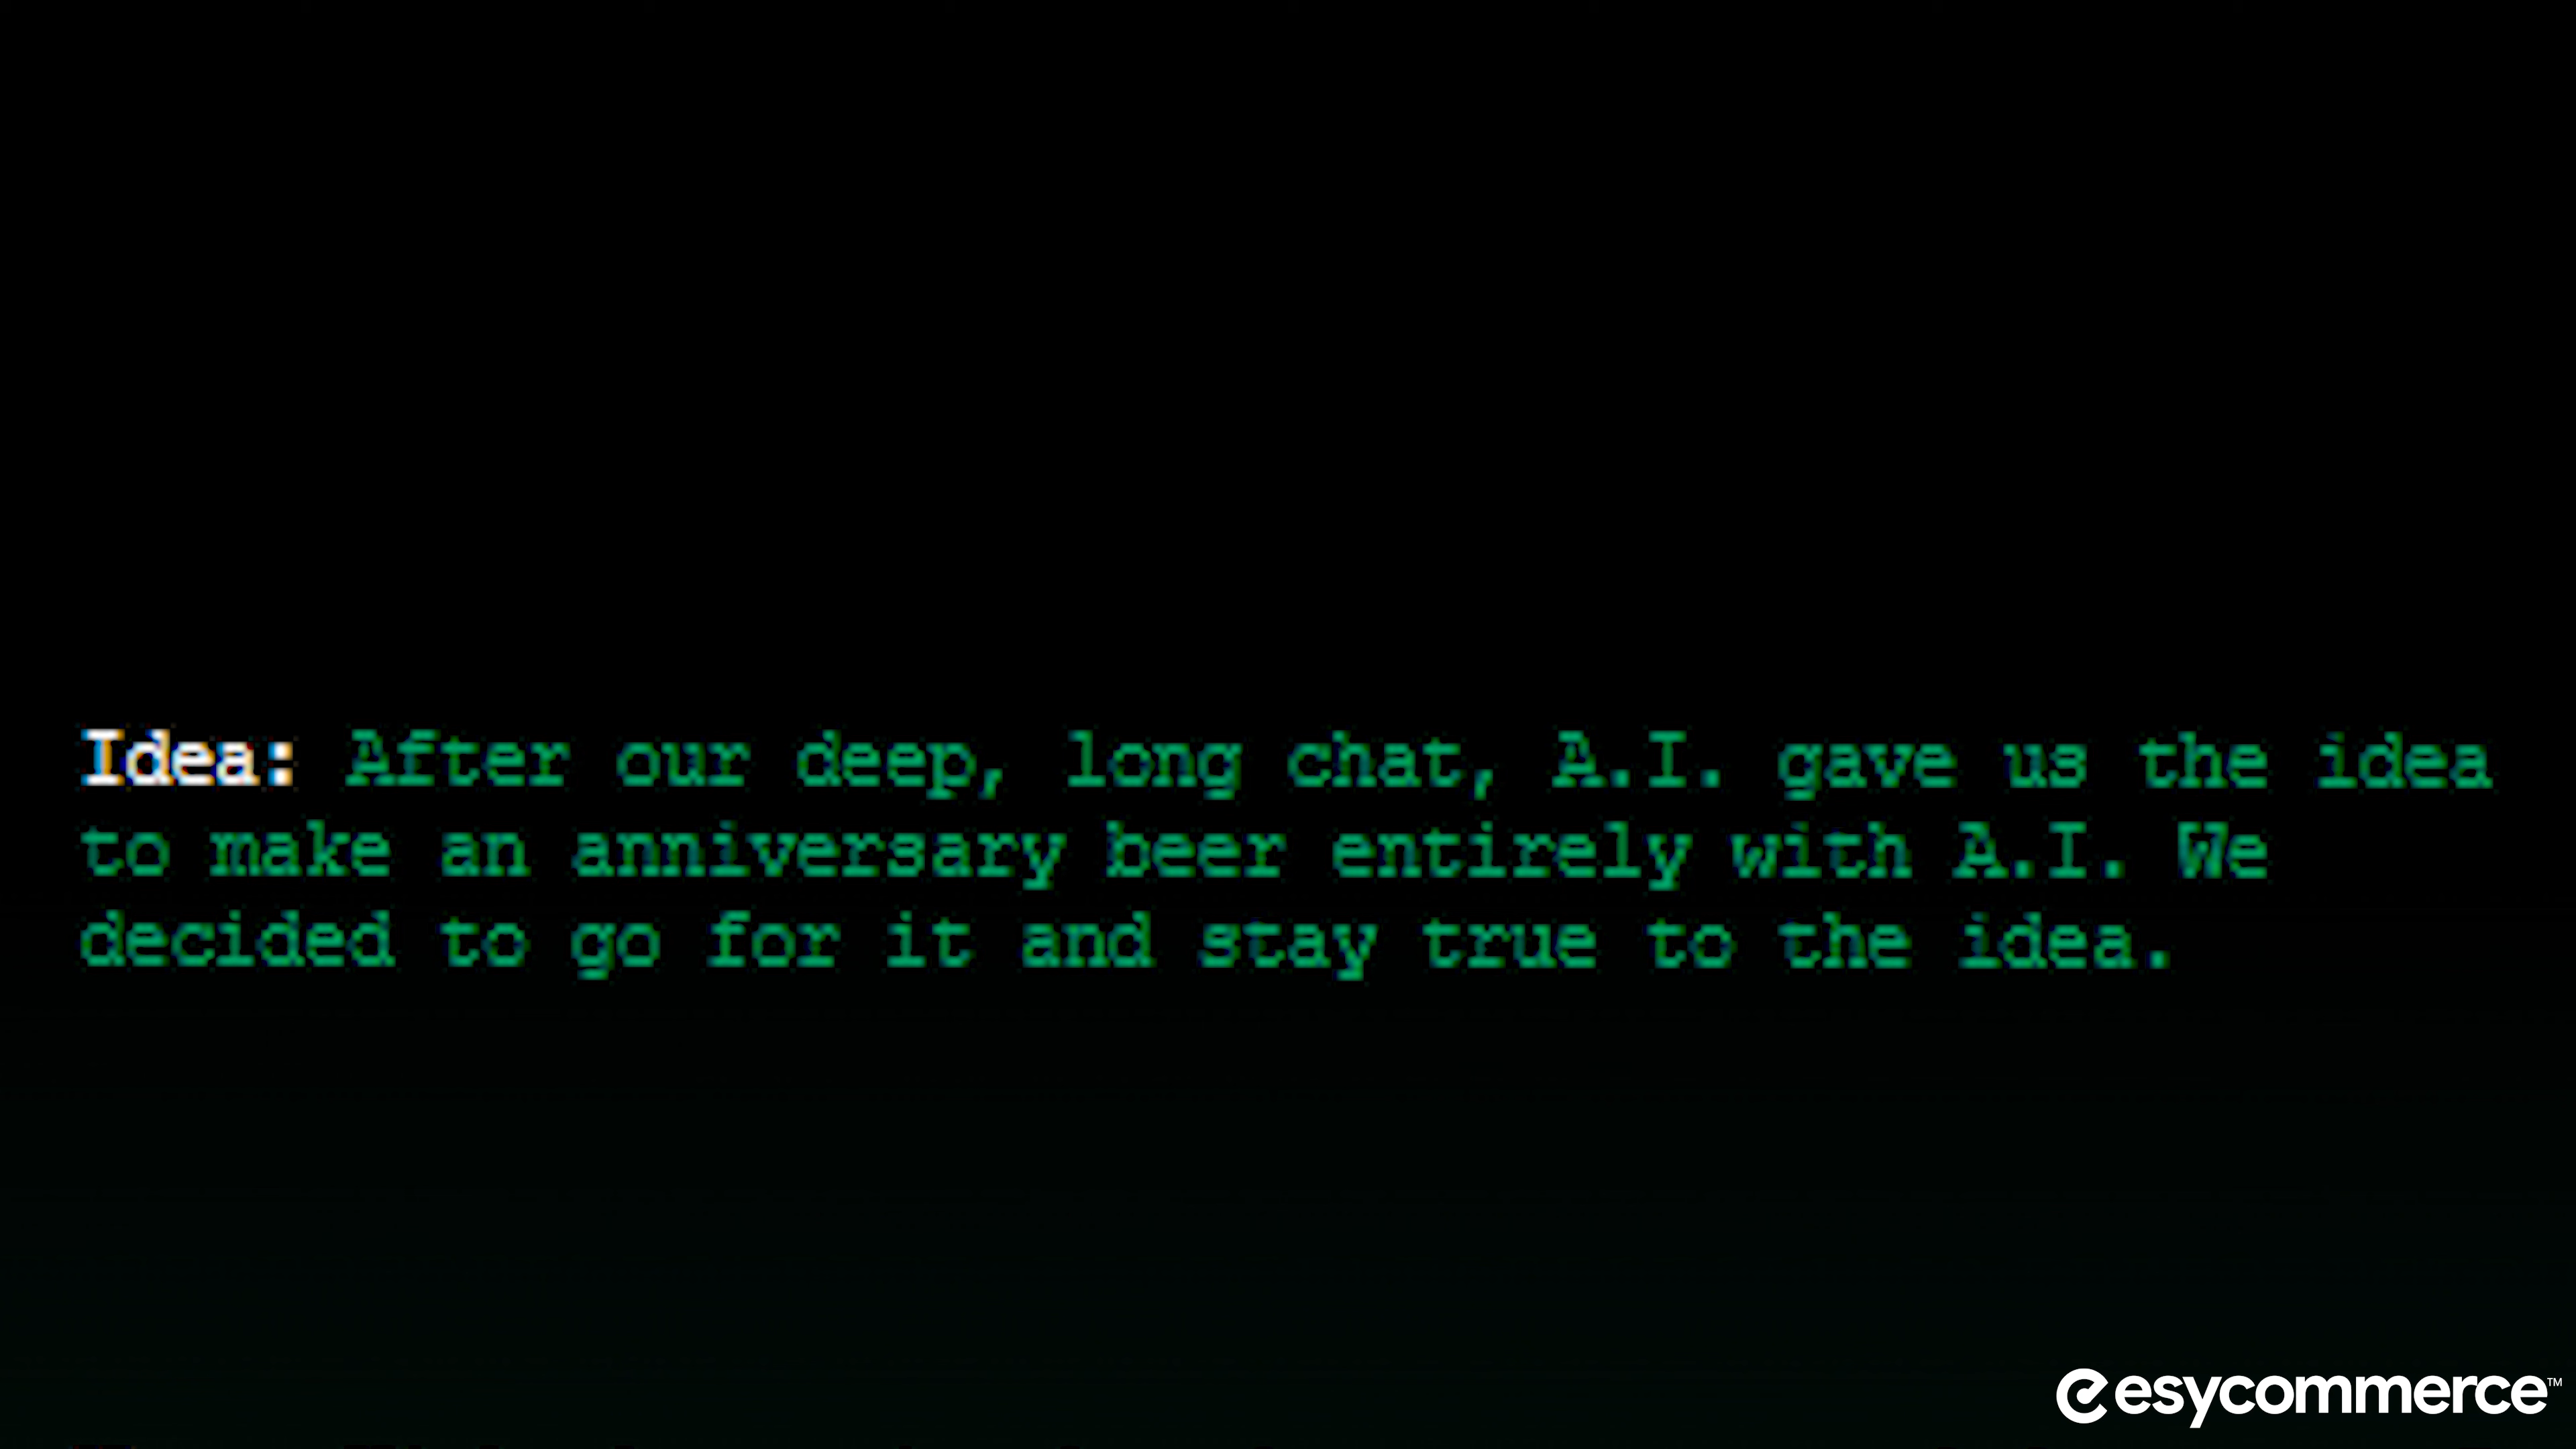 Idea: After our deep, long chat, A.I. gave us the idea
to make an anniversary beer entirely with A.I. We
decided to go for it and stay true to the idea.
esycommerce™